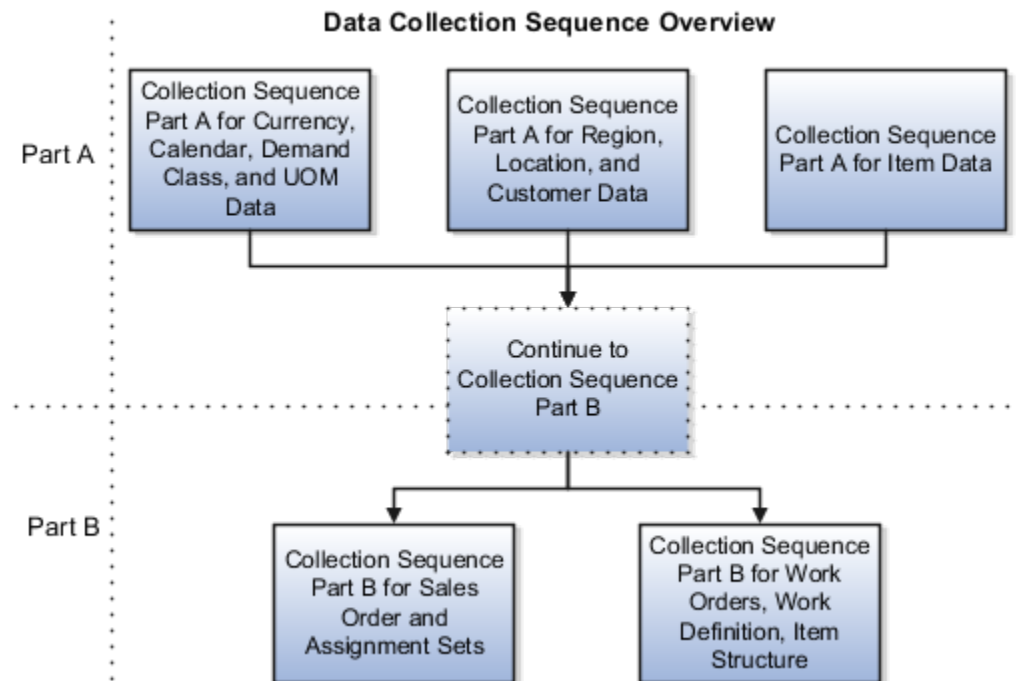 Data Collection Sequence Overview
Part A
Collection Sequence
Part A for Currency,
Calendar, Demand
Class, and UOM
Data
Collection Sequence
Part A for Region,
Location, and
Customer Data
Collection Sequence
Part A for Item Data
Continue to
Collection Sequence
Part B
Part B
Collection Sequence
Part B for Sales
Order and
Assignment Sets
Collection Sequence
Part B for Work
Orders, Work
Definition, Item
Structure